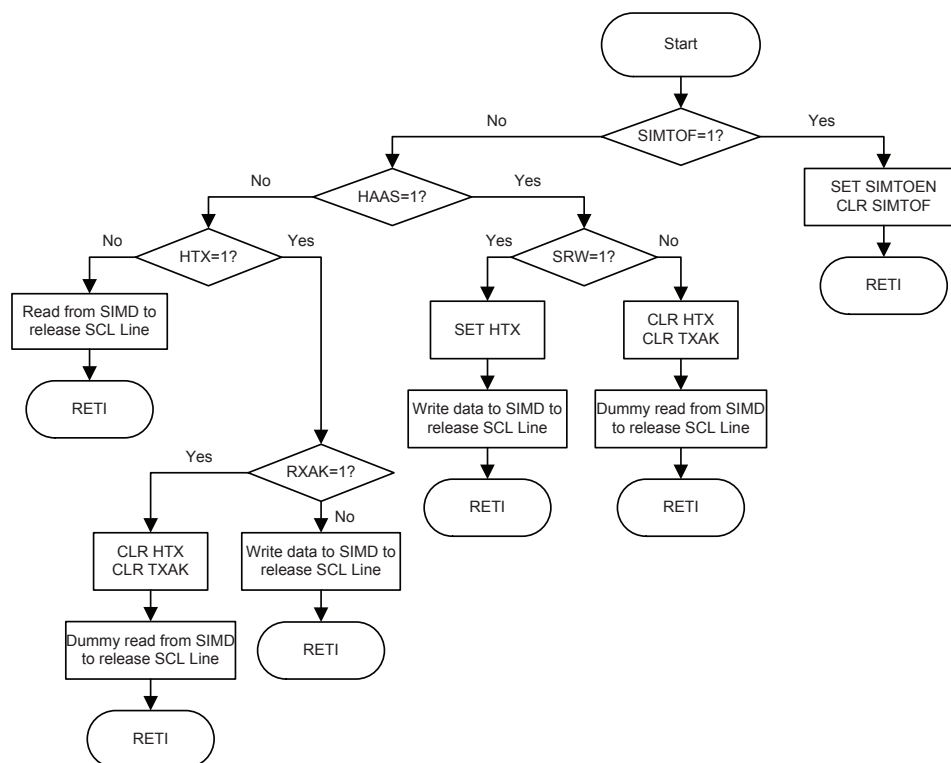 Start
No
SIMTOF=1?
Yes
No
HAAS=1?
Yes
SET SIMTOEN
CLR SIMTOF
No
HTX=1?
Yes
Yes
SRW=1?
No
RETI
Read from SIMD to
release SCL Line
SET HTX
CLR HTX
CLR TXAK
RETI
Write data to SIMD to
release SCL Line
Dummy read from SIMD
to release SCL Line
Yes
RXAK=1?
RETI
RETI
No
CLR HTX
CLR TXAK
Write data to SIMD to
release SCL Line
Dummy read from SIMD
to release SCL Line
RETI
RETI